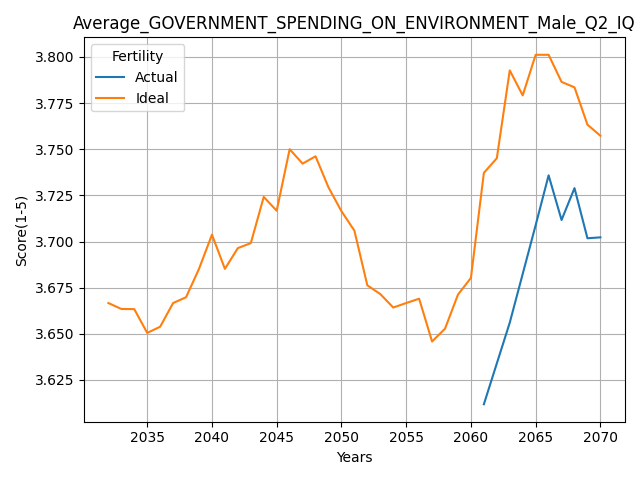 Average_GOVERNMENT_SPENDING_ON_ENVIRONMENT_Male_Q2_IQ
Fertility
Actual
Ideal
3.800
3.775
3.750
3.725
3.700
3.675
3.650
3.625
Score(1-5)
2035 2040 2045 2050 2055 2060 2065 2070
Years